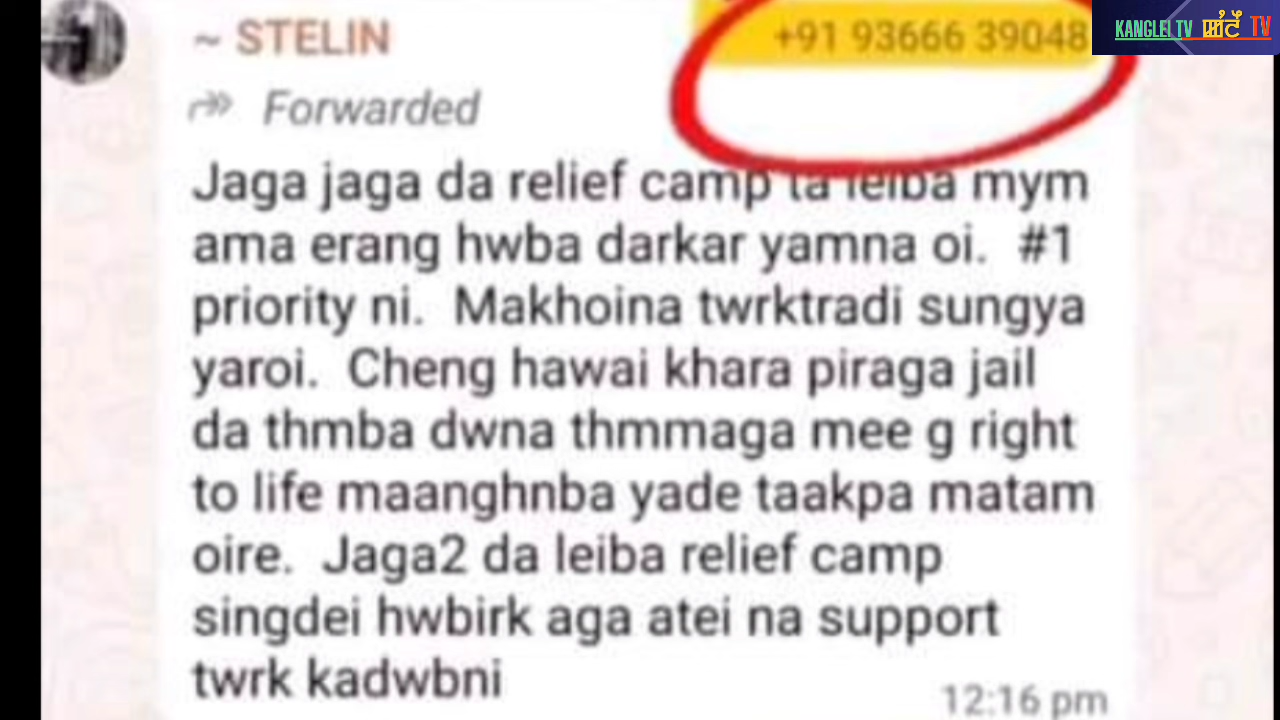 ~ STELIN +91 93666 39048
KANGLEI TV TV
Forwarded
Jaga jaga da relief camp ta leiba mym
ama erang hwba darkar yamna oi. #1
priority ni. Makhoina twrktradi sungya
yaroi. Cheng hawai khara piraga jail
da thmba dwna thmmaga mee g right
to life maanghnba yade taakpa matam
oire. Jaga2 da leiba relief camp
singdei hwbirk aga atei na support
twrk kadwbni
12:16 pm